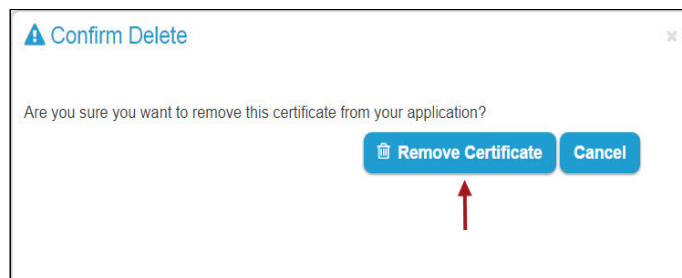 Confirm Delete
Are you sure you want to remove this certificate from your application?
Remove Certificate Cancel